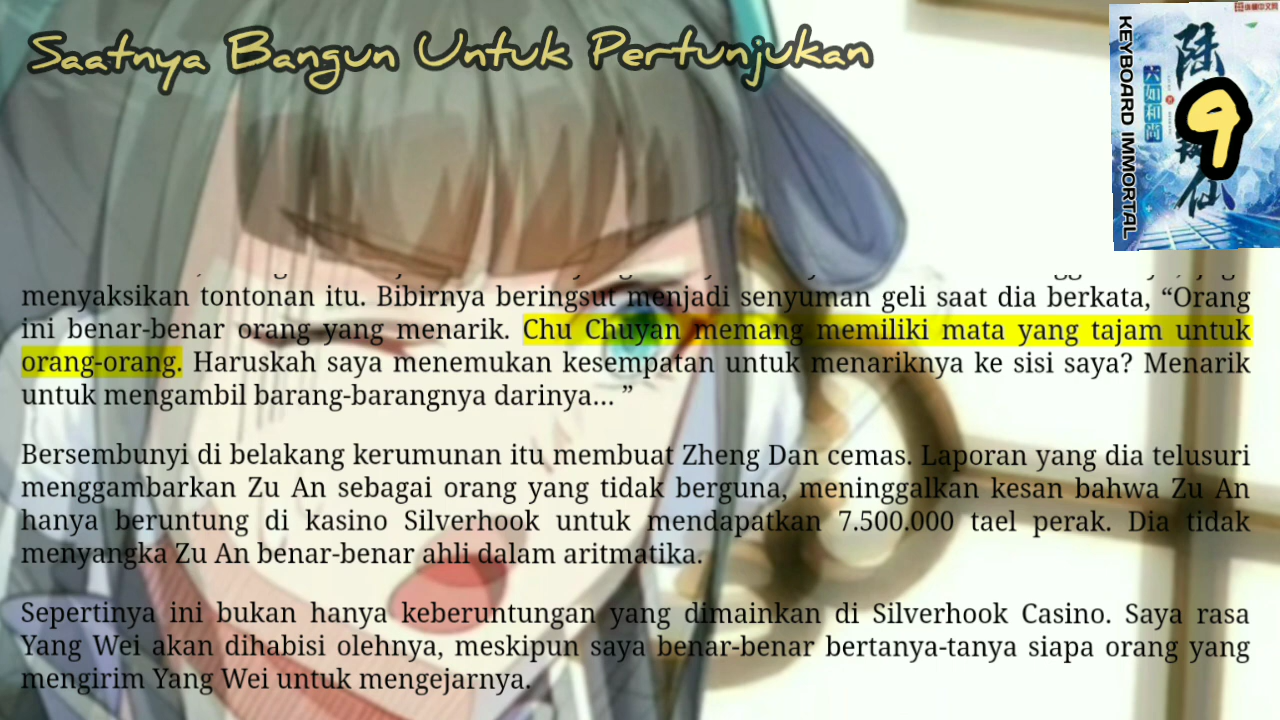 Saatnya Bangun Untuk Pertunjukan
KEYBOARD IMMORTAL
陆
仙
六如和尚
9
menyaksikan tontonan itu. Bibirnya beringsut menjadi senyuman geli saat dia berkata, “Orang
ini benar-benar orang yang menarik. Chu Chuyan memang memiliki mata yang tajam untuk
orang-orang. Haruskah saya menemukan kesempatan untuk menariknya ke sisi saya? Menarik
untuk mengambil barang-barangnya darinya... ”
Bersembunyi di belakang kerumunan itu membuat Zheng Dan cemas. Laporan yang dia telusuri
menggambarkan Zu An sebagai orang yang tidak berguna, meninggalkan kesan bahwa Zu An
hanya beruntung di kasino Silverhook untuk mendapatkan 7.500.000 tael perak. Dia tidak
menyangka Zu An benar-benar ahli dalam aritmatika.
Sepertinya ini bukan hanya keberuntungan yang dimainkan di Silverhook Casino. Saya rasa
Yang Wei akan dihabisi olehnya, meskipun saya benar-benar bertanya-tanya siapa orang yang
mengirim Yang Wei untuk mengejarnya.